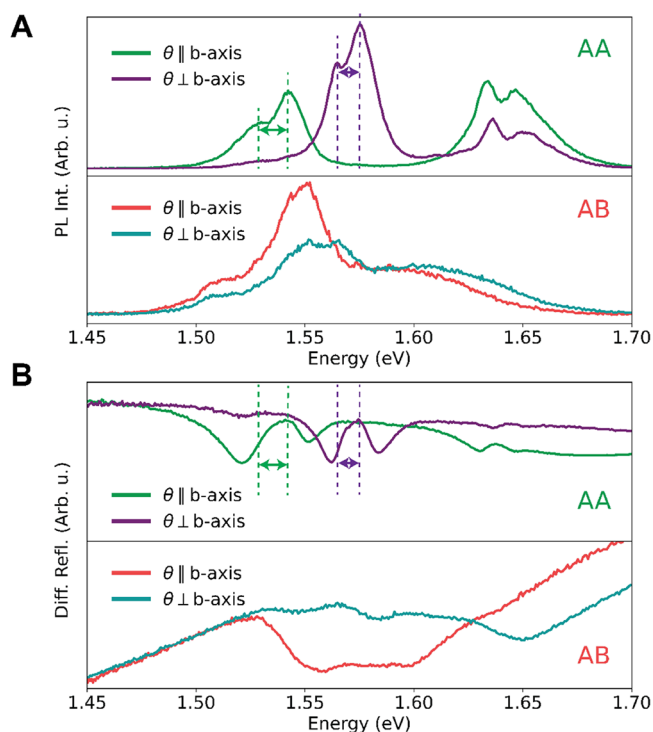 A
θ ∥ b-axis
θ ⊥ b-axis
AA
θ ∥ b-axis
θ ⊥ b-axis
AB
PL Int. (Arb. u.)
1.45 1.50 1.55 1.60 1.65 1.70
Energy (eV)
B
θ ∥ b-axis
θ ⊥ b-axis
AA
θ ∥ b-axis
θ ⊥ b-axis
AB
Diff. Refl. (Arb. u.)
1.45 1.50 1.55 1.60 1.65 1.70
Energy (eV)